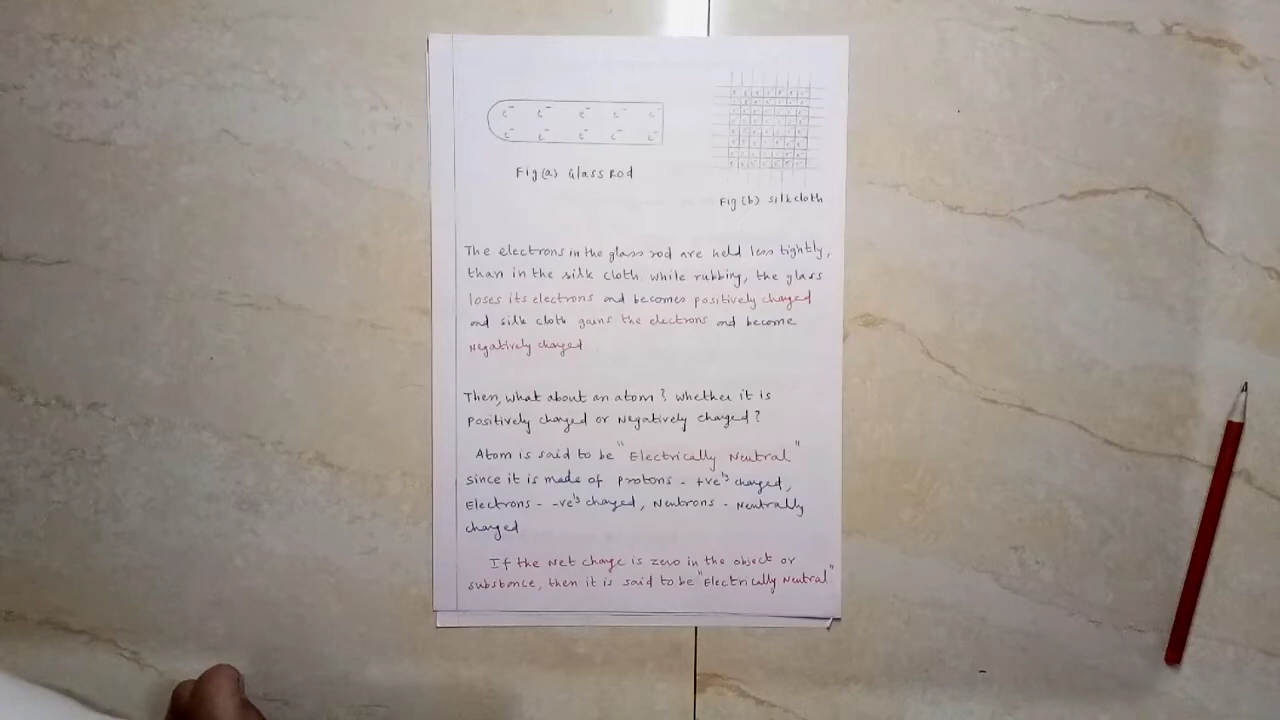 e⁻ e⁻ e⁻ e⁻ e⁻
e⁻ e⁻ e⁻ e⁻ e⁻
Fig(a) Glass Rod
Fig(b) silk cloth
The electrons in the glass rod are held less tightly,
than in the silk cloth while rubbing, the glass
loses its electrons and becomes positively charged
and silk cloth gains the electrons and become
Negatively charged
Then, what about an atom? whether it is
Positively charged or Negatively charged?
Atom is said to be "Electrically Neutral"
since it is made of protons - +ve'ly charged,
Electrons - -ve'ly charged, Neutrons - Neutrally
charged
If the Net charge is zero in the object or
substance, then it is said to be "Electrically Neutral"